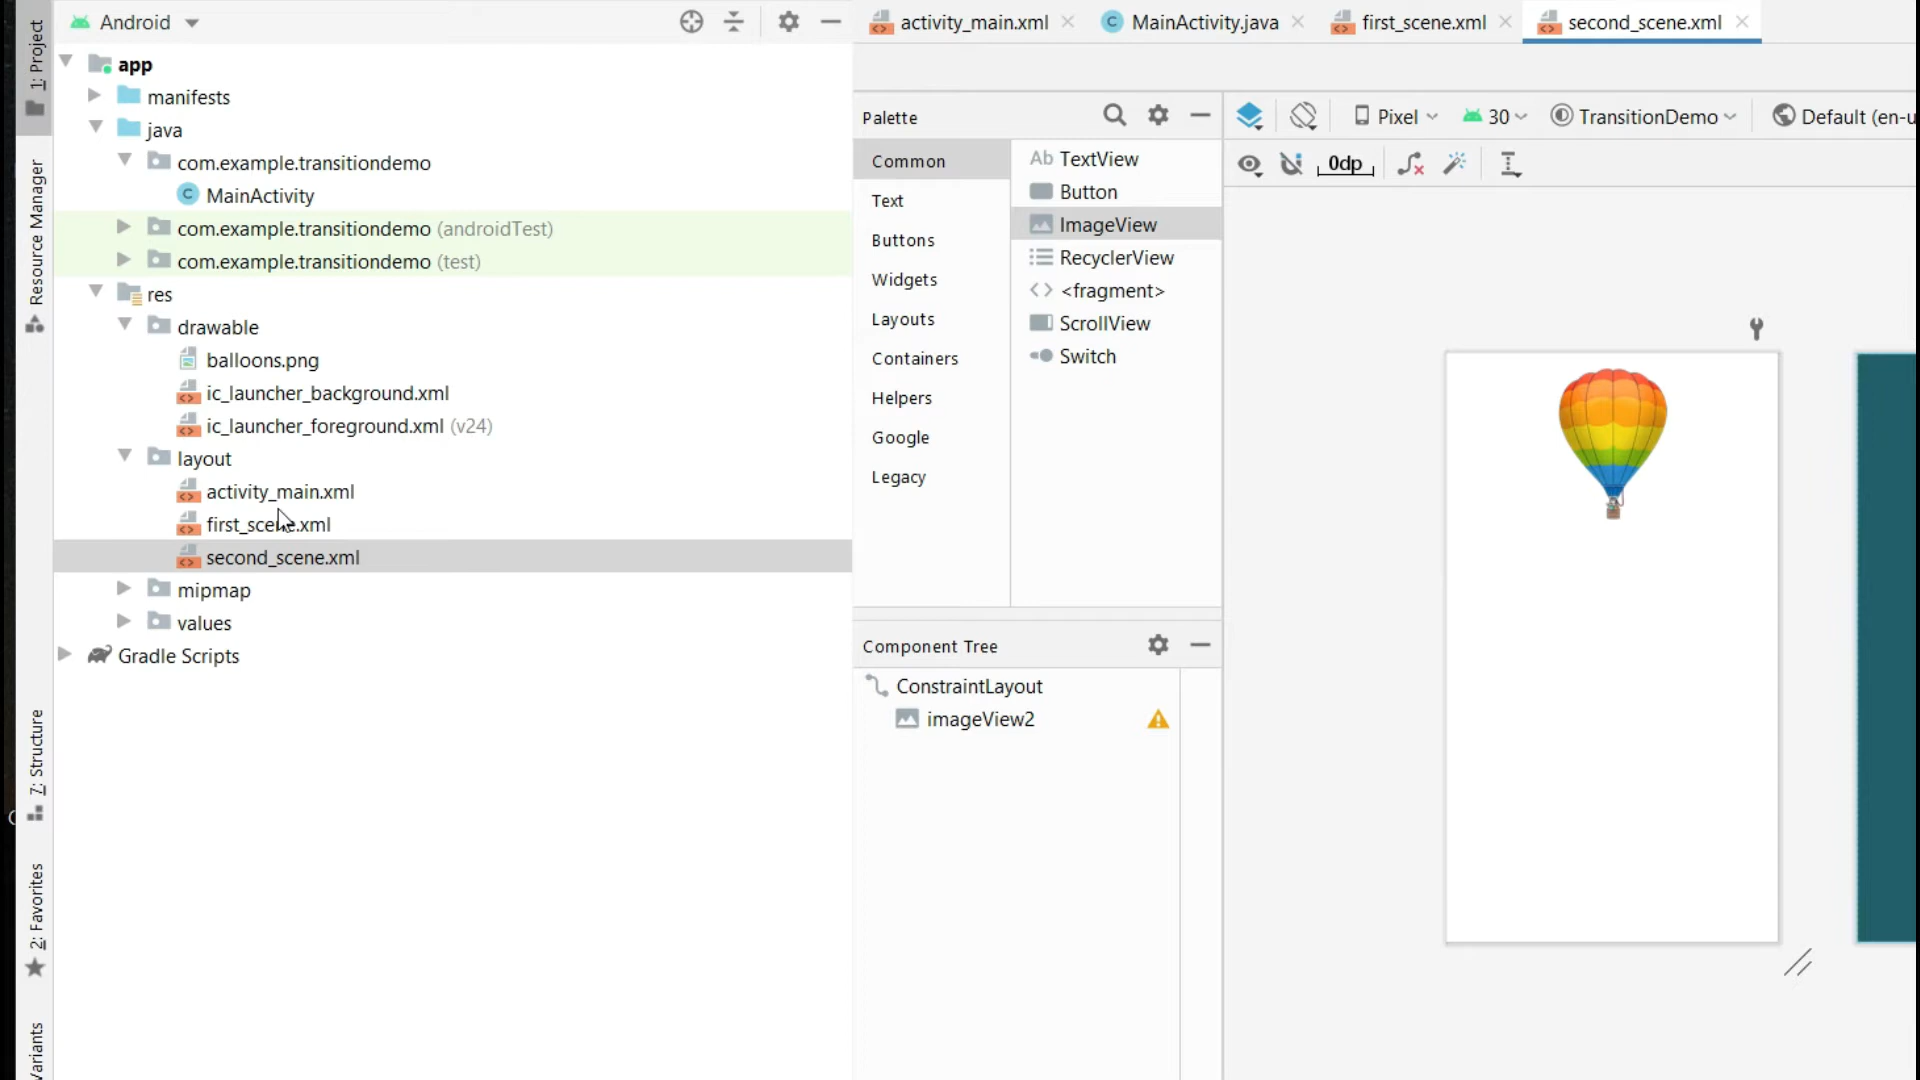 1: Project
Resource Manager
7: Structure
2: Favorites
Variants
Android
app
manifests
java
com.example.transitiondemo
MainActivity
com.example.transitiondemo (androidTest)
com.example.transitiondemo (test)
res
drawable
balloons.png
ic_launcher_background.xml
ic_launcher_foreground.xml (v24)
layout
activity_main.xml
first_scene.xml
second_scene.xml
mipmap
values
Gradle Scripts
activity_main.xml
MainActivity.java
first_scene.xml
second_scene.xml
Palette
Common
Text
Buttons
Widgets
Layouts
Containers
Helpers
Google
Legacy
Ab TextView
Button
ImageView
RecyclerView
<fragment>
ScrollView
Switch
Pixel
30
TransitionDemo
Default (en-u
0dp
Component Tree
ConstraintLayout
imageView2